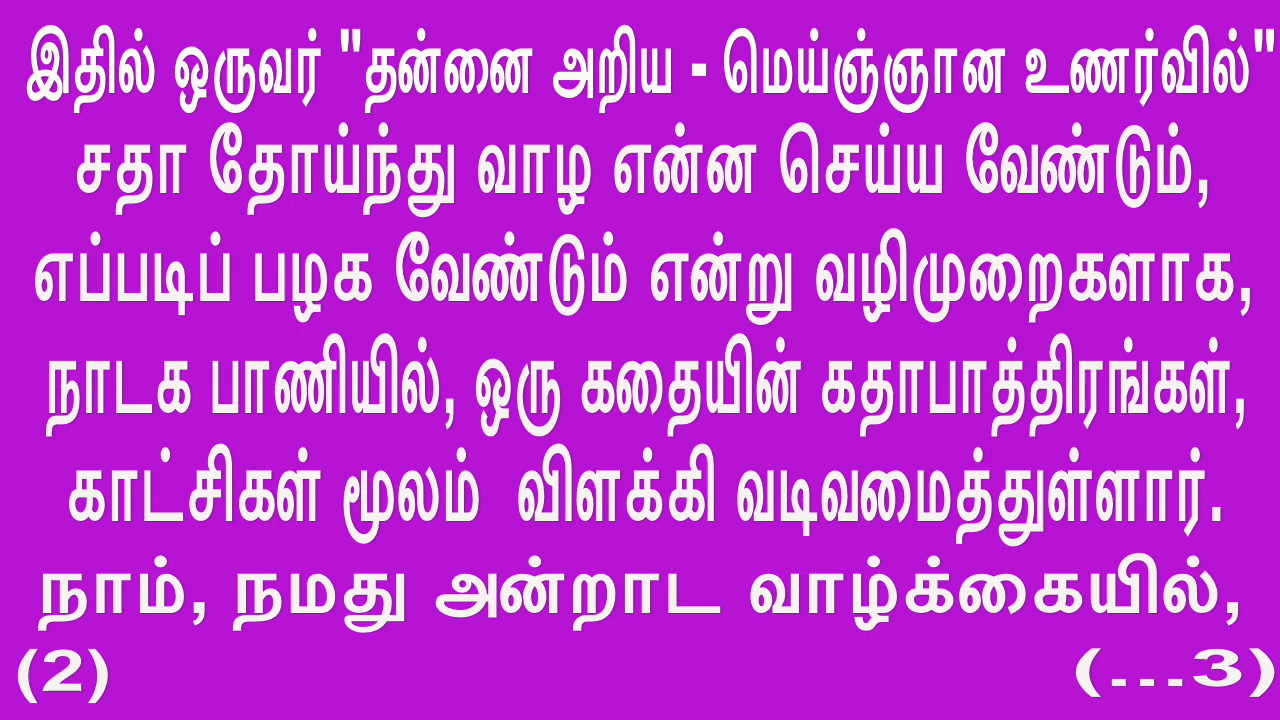 இதில் ஒருவர் "தன்னை அறிய - மெய்ஞ்ஞான உணர்வில்"
சதா தோய்ந்து வாழ என்ன செய்ய வேண்டும்,
எப்படிப் பழக வேண்டும் என்று வழிமுறைகளாக,
நாடக பாணியில், ஒரு கதையின் கதாபாத்திரங்கள்,
காட்சிகள் மூலம் விளக்கி வடிவமைத்துள்ளார்.
நாம், நமது அன்றாட வாழ்க்கையில்,
(2) (...3)